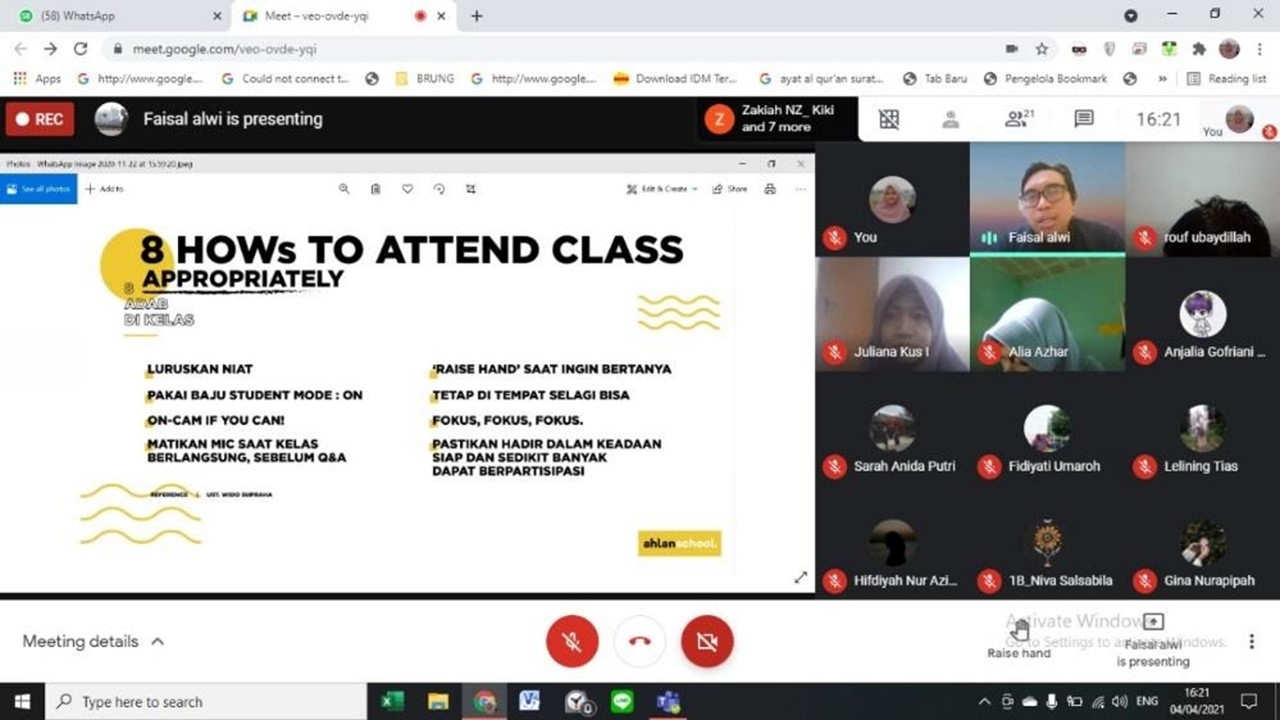 (58) WhatsApp
Meet – veo-ovde-yqi
meet.google.com/veo-ovde-yqi
Apps
http://www.google....
Could not connect t...
BRUNG
http://www.google....
Download IDM Ter...
ayat al qur'an surat...
Tab Baru
Pengelola Bookmark
»
Reading list
REC
Faisal alwi is presenting
Z
Zakiah NZ_ Kiki
and 7 more
21
16:21
You
Photos - WhatsApp Image 2020-11-22 at 15.59.20.jpeg
See all photos
Add to
Edit & Create
Share
8 HOWs TO ATTEND CLASS
APPROPRIATELY
8
ADAB
DI KELAS
LURUSKAN NIAT
PAKAI BAJU STUDENT MODE : ON
ON-CAM IF YOU CAN!
MATIKAN MIC SAAT KELAS
BERLANGSUNG, SEBELUM Q&A
'RAISE HAND' SAAT INGIN BERTANYA
TETAP DI TEMPAT SELAGI BISA
FOKUS, FOKUS, FOKUS.
PASTIKAN HADIR DALAM KEADAAN
SIAP DAN SEDIKIT BANYAK
DAPAT BERPARTISIPASI
REFERENCE | UST. WIDO SUPRAHA
ahlanschool.
You
Faisal alwi
rouf ubaydillah
Juliana Kus I
Alia Azhar
Anjalia Gofriani ...
Sarah Anida Putri
Fidiyati Umaroh
Lelining Tias
Hifdiyah Nur Azi...
1B_Niva Salsabila
Gina Nurapipah
Meeting details
Activate Windows
Go to Settings to activate Windows.
Raise hand
Faisal alwi
is presenting
Type here to search
ENG
16:21
04/04/2021